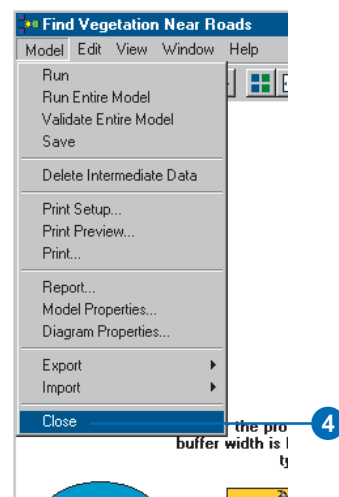 Find Vegetation Near Roads
Model Edit View Window Help
Run
Run Entire Model
Validate Entire Model
Save
Delete Intermediate Data
Print Setup...
Print Preview...
Print...
Report...
Model Properties...
Diagram Properties...
Export
Import
Close
4
the pro
buffer width is